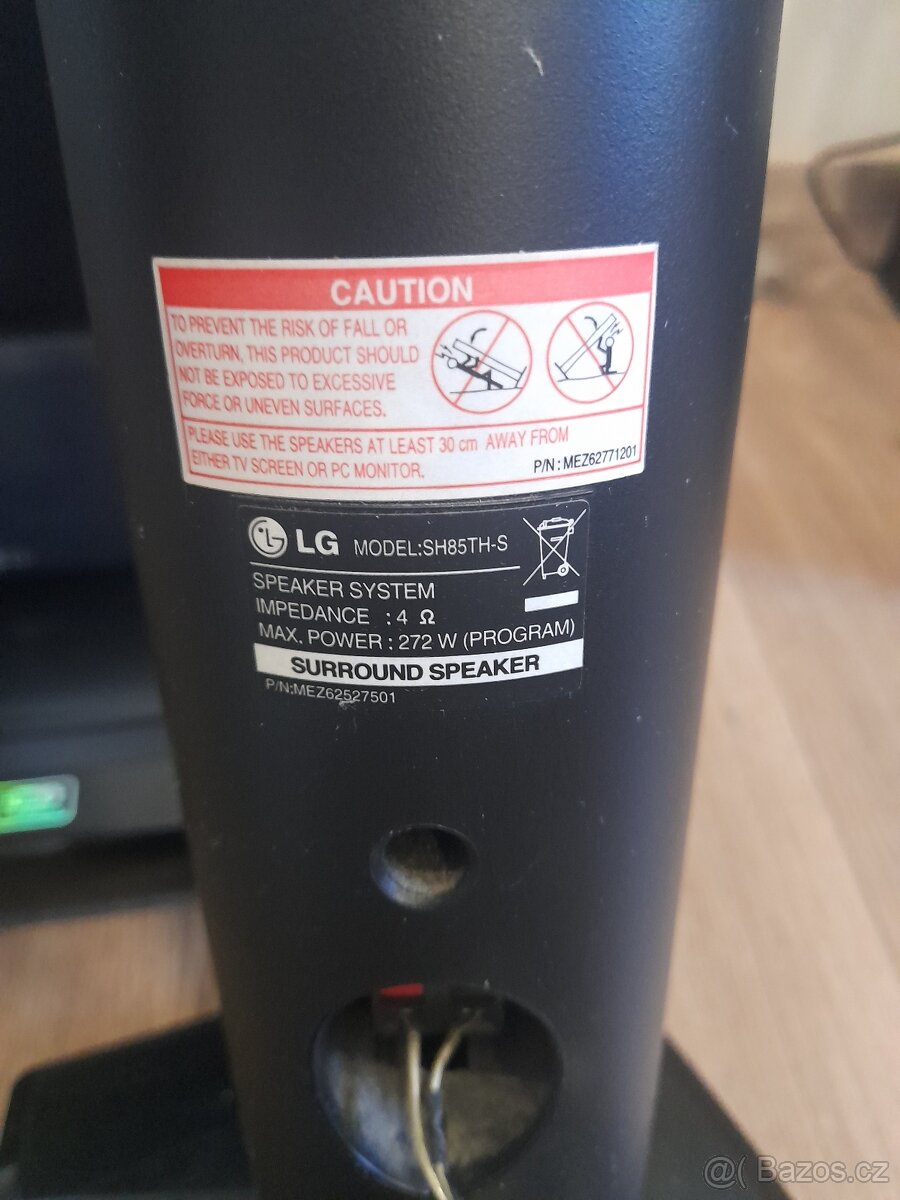 CAUTION
TO PREVENT THE RISK OF FALL OR
OVERTURN, THIS PRODUCT SHOULD
NOT BE EXPOSED TO EXCESSIVE
FORCE OR UNEVEN SURFACES.
PLEASE USE THE SPEAKERS AT LEAST 30 cm AWAY FROM
EITHER TV SCREEN OR PC MONITOR.
P/N : MEZ62771201
LG MODEL:SH85TH-S
SPEAKER SYSTEM
IMPEDANCE : 4 Ω
MAX. POWER : 272 W (PROGRAM)
SURROUND SPEAKER
P/N:MEZ62527501
@( Bazos.cz